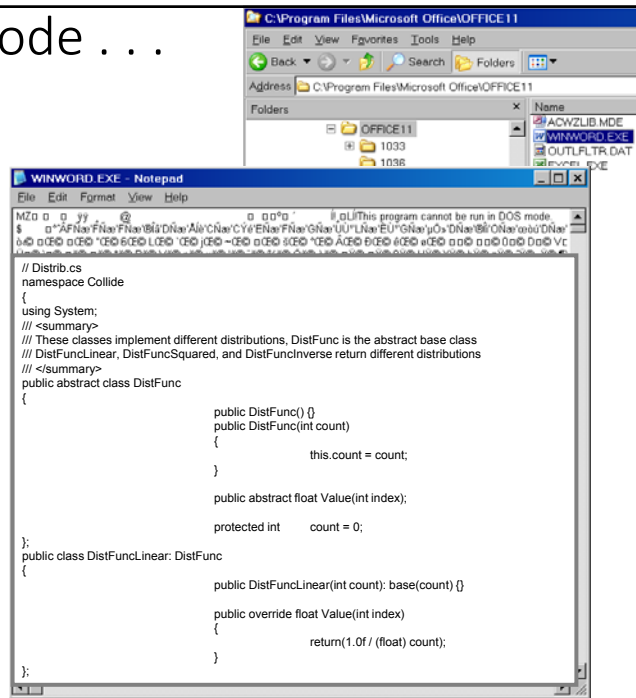 ode . . .
C:\Program Files\Microsoft Office\OFFICE11
File Edit View Favorites Tools Help
Back Search Folders
Address C:\Program Files\Microsoft Office\OFFICE11
Folders × Name
OFFICE11
1033
1036
ACWZLIB.MDE
WINWORD.EXE
OUTLFLTR.DAT
EXCEL.EXE
WINWORD.EXE - Notepad
File Edit Format View Help
This program cannot be run in DOS mode.
// Distrib.cs
namespace Collide
{
using System;
/// <summary>
/// These classes implement different distributions, DistFunc is the abstract base class
/// DistFuncLinear, DistFuncSquared, and DistFuncInverse return different distributions
/// </summary>
public abstract class DistFunc
{
public DistFunc() {}
public DistFunc(int count)
{
this.count = count;
}
public abstract float Value(int index);
protected int count = 0;
};
public class DistFuncLinear: DistFunc
{
public DistFuncLinear(int count): base(count) {}
public override float Value(int index)
{
return(1.0f / (float) count);
}
};